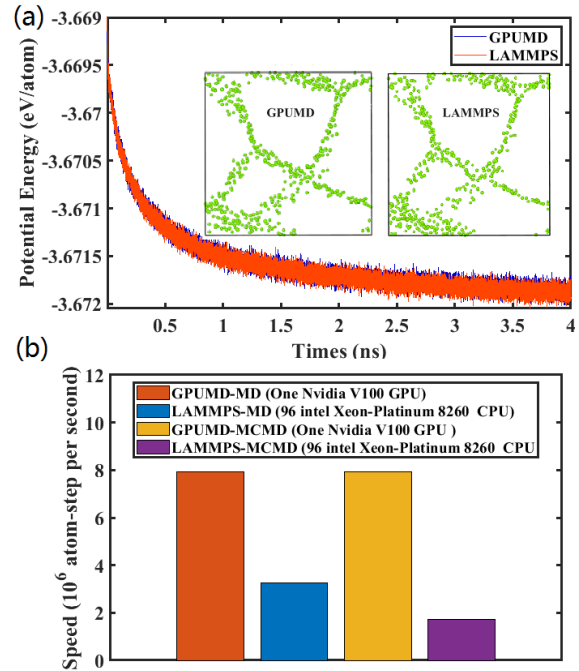 (a)
-3.669
-3.6695
-3.67
-3.6705
-3.671
-3.6715
-3.672
Potential Energy (eV/atom)
GPUMD
LAMMPS
GPUMD
LAMMPS
0.5 1 1.5 2 2.5 3 3.5 4
Times (ns)
(b)
12
10
8
6
4
2
0
Speed (10^6 atom-step per second)
GPUMD-MD (One Nvidia V100 GPU)
LAMMPS-MD (96 intel Xeon-Platinum 8260 CPU)
GPUMD-MCMD (One Nvidia V100 GPU )
LAMMPS-MCMD (96 intel Xeon-Platinum 8260 CPU